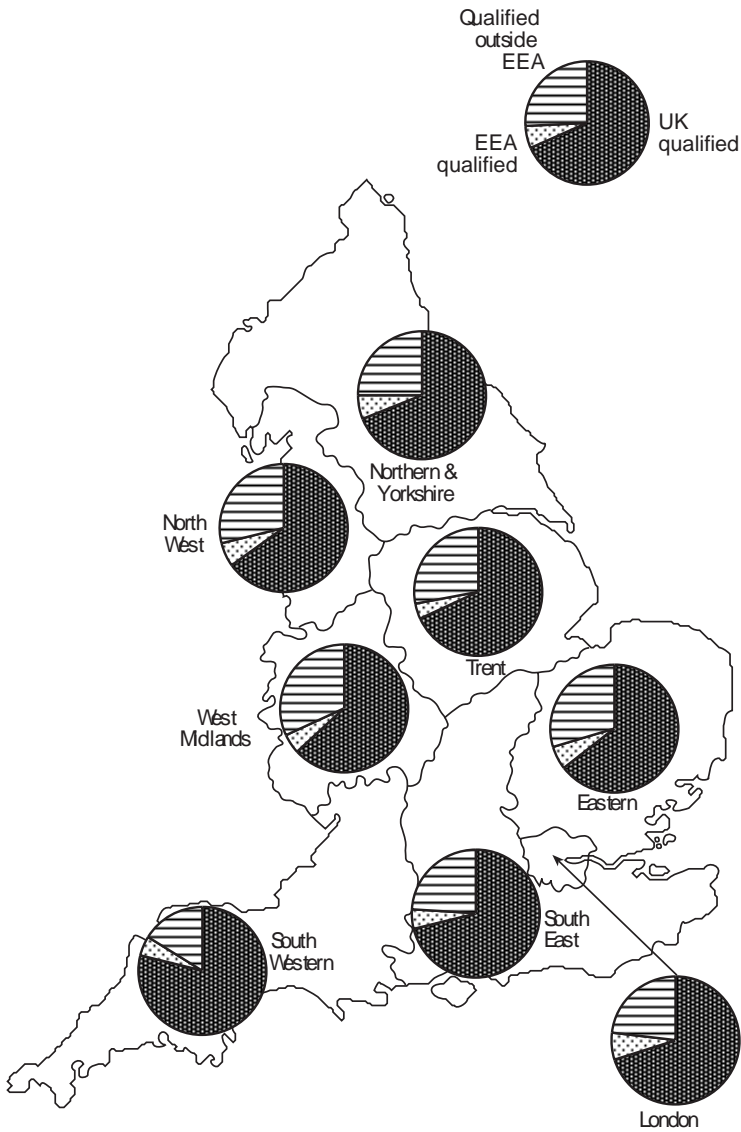 Qualified
outside
EEA
UK
qualified
EEA
qualified
Northern &
Yorkshire
North
West
Trent
West
Midlands
Eastern
South
East
South
Western
London